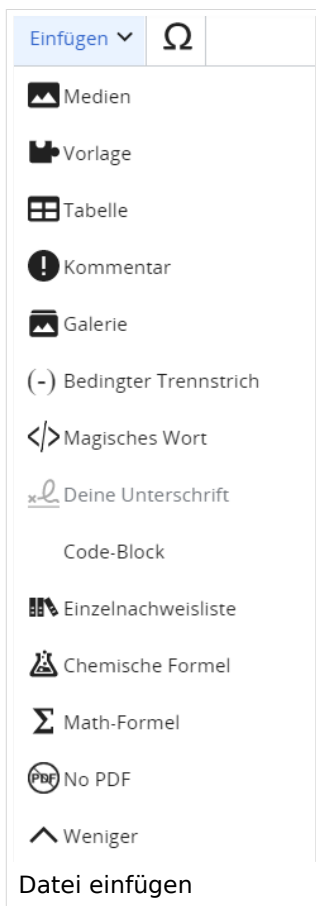 Einfügen Ω
Medien
Vorlage
Tabelle
! Kommentar
Galerie
(-) Bedingter Trennstrich
</> Magisches Wort
x Deine Unterschrift
Code-Block
Einzelnachweisliste
Chemische Formel
Σ Math-Formel
PDF No PDF
Weniger
Datei einfügen